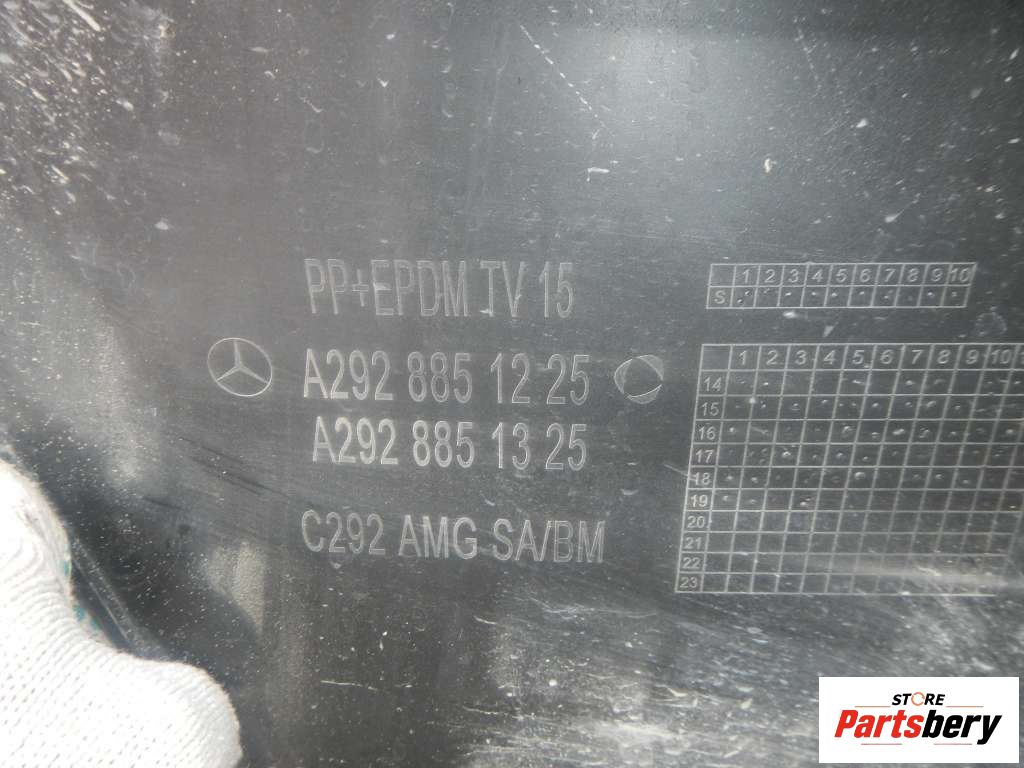 PP+EPDM TV 15
A292 885 12 25
A292 885 13 25
C292 AMG SA/BM
1 2 3 4 5 6 7 8 9 10
S
1 2 3 4 5 6 7 8 9 10
14
15
16
17
18
19
20
21
22
23
STORE
Partsbery